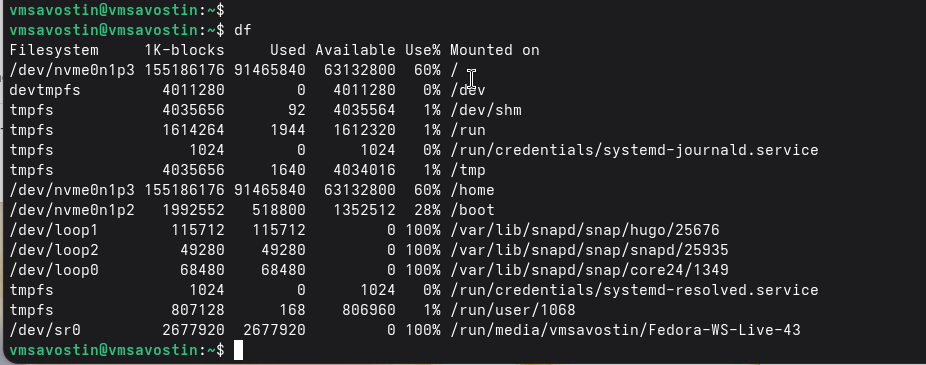 vmsavostin@vmsavostin:~$
vmsavostin@vmsavostin:~$ df
Filesystem     1K-blocks     Used Available Use% Mounted on
/dev/nvme0n1p3 155186176 91465840  63132800  60% /
devtmpfs         4011280        0   4011280   0% /dev
tmpfs            4035656       92   4035564   1% /dev/shm
tmpfs            1614264     1944   1612320   1% /run
tmpfs               1024        0      1024   0% /run/credentials/systemd-journald.service
tmpfs            4035656     1640   4034016   1% /tmp
/dev/nvme0n1p3 155186176 91465840  63132800  60% /home
/dev/nvme0n1p2   1992552   518800   1352512  28% /boot
/dev/loop1        115712   115712         0 100% /var/lib/snapd/snap/hugo/25676
/dev/loop2         49280    49280         0 100% /var/lib/snapd/snap/snapd/25935
/dev/loop0         68480    68480         0 100% /var/lib/snapd/snap/core24/1349
tmpfs               1024        0      1024   0% /run/credentials/systemd-resolved.service
tmpfs             807128      168    806960   1% /run/user/1068
/dev/sr0         2677920  2677920         0 100% /run/media/vmsavostin/Fedora-WS-Live-43
vmsavostin@vmsavostin:~$